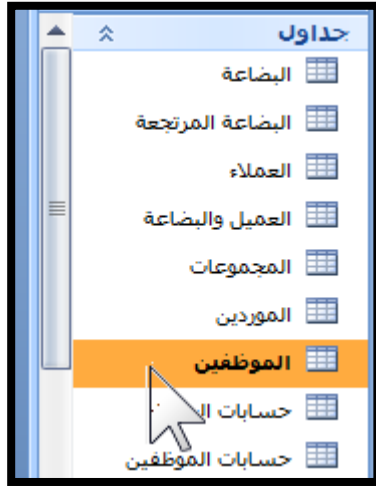 جداول
البضاعة
البضاعة المرتجعة
العملاء
العميل والبضاعة
المجموعات
الموردين
الموظفين
حسابات
حسابات الموظفين